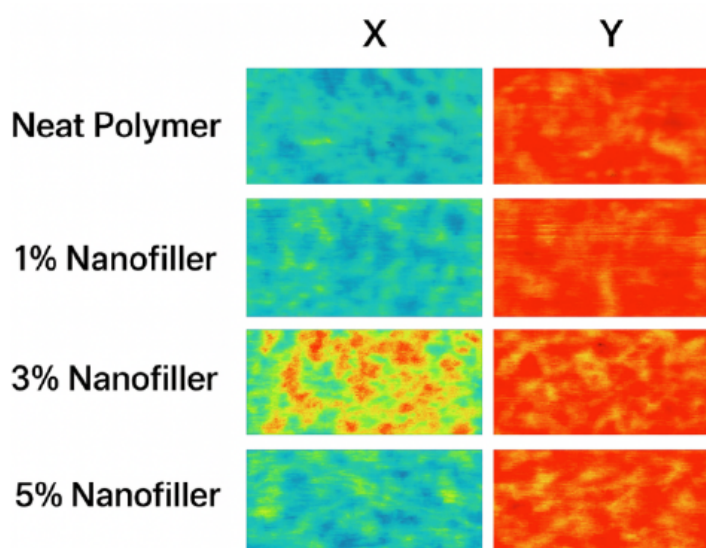 X Y
Neat Polymer
1% Nanofiller
3% Nanofiller
5% Nanofiller